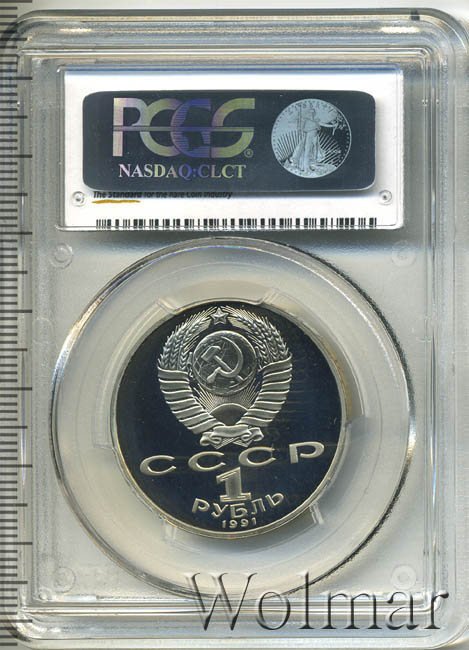 PCGS®
NASDAQ:CLCT
The Standard for the Rare Coin Industry
СССР
1
РУБЛЬ
1991
Wolmar